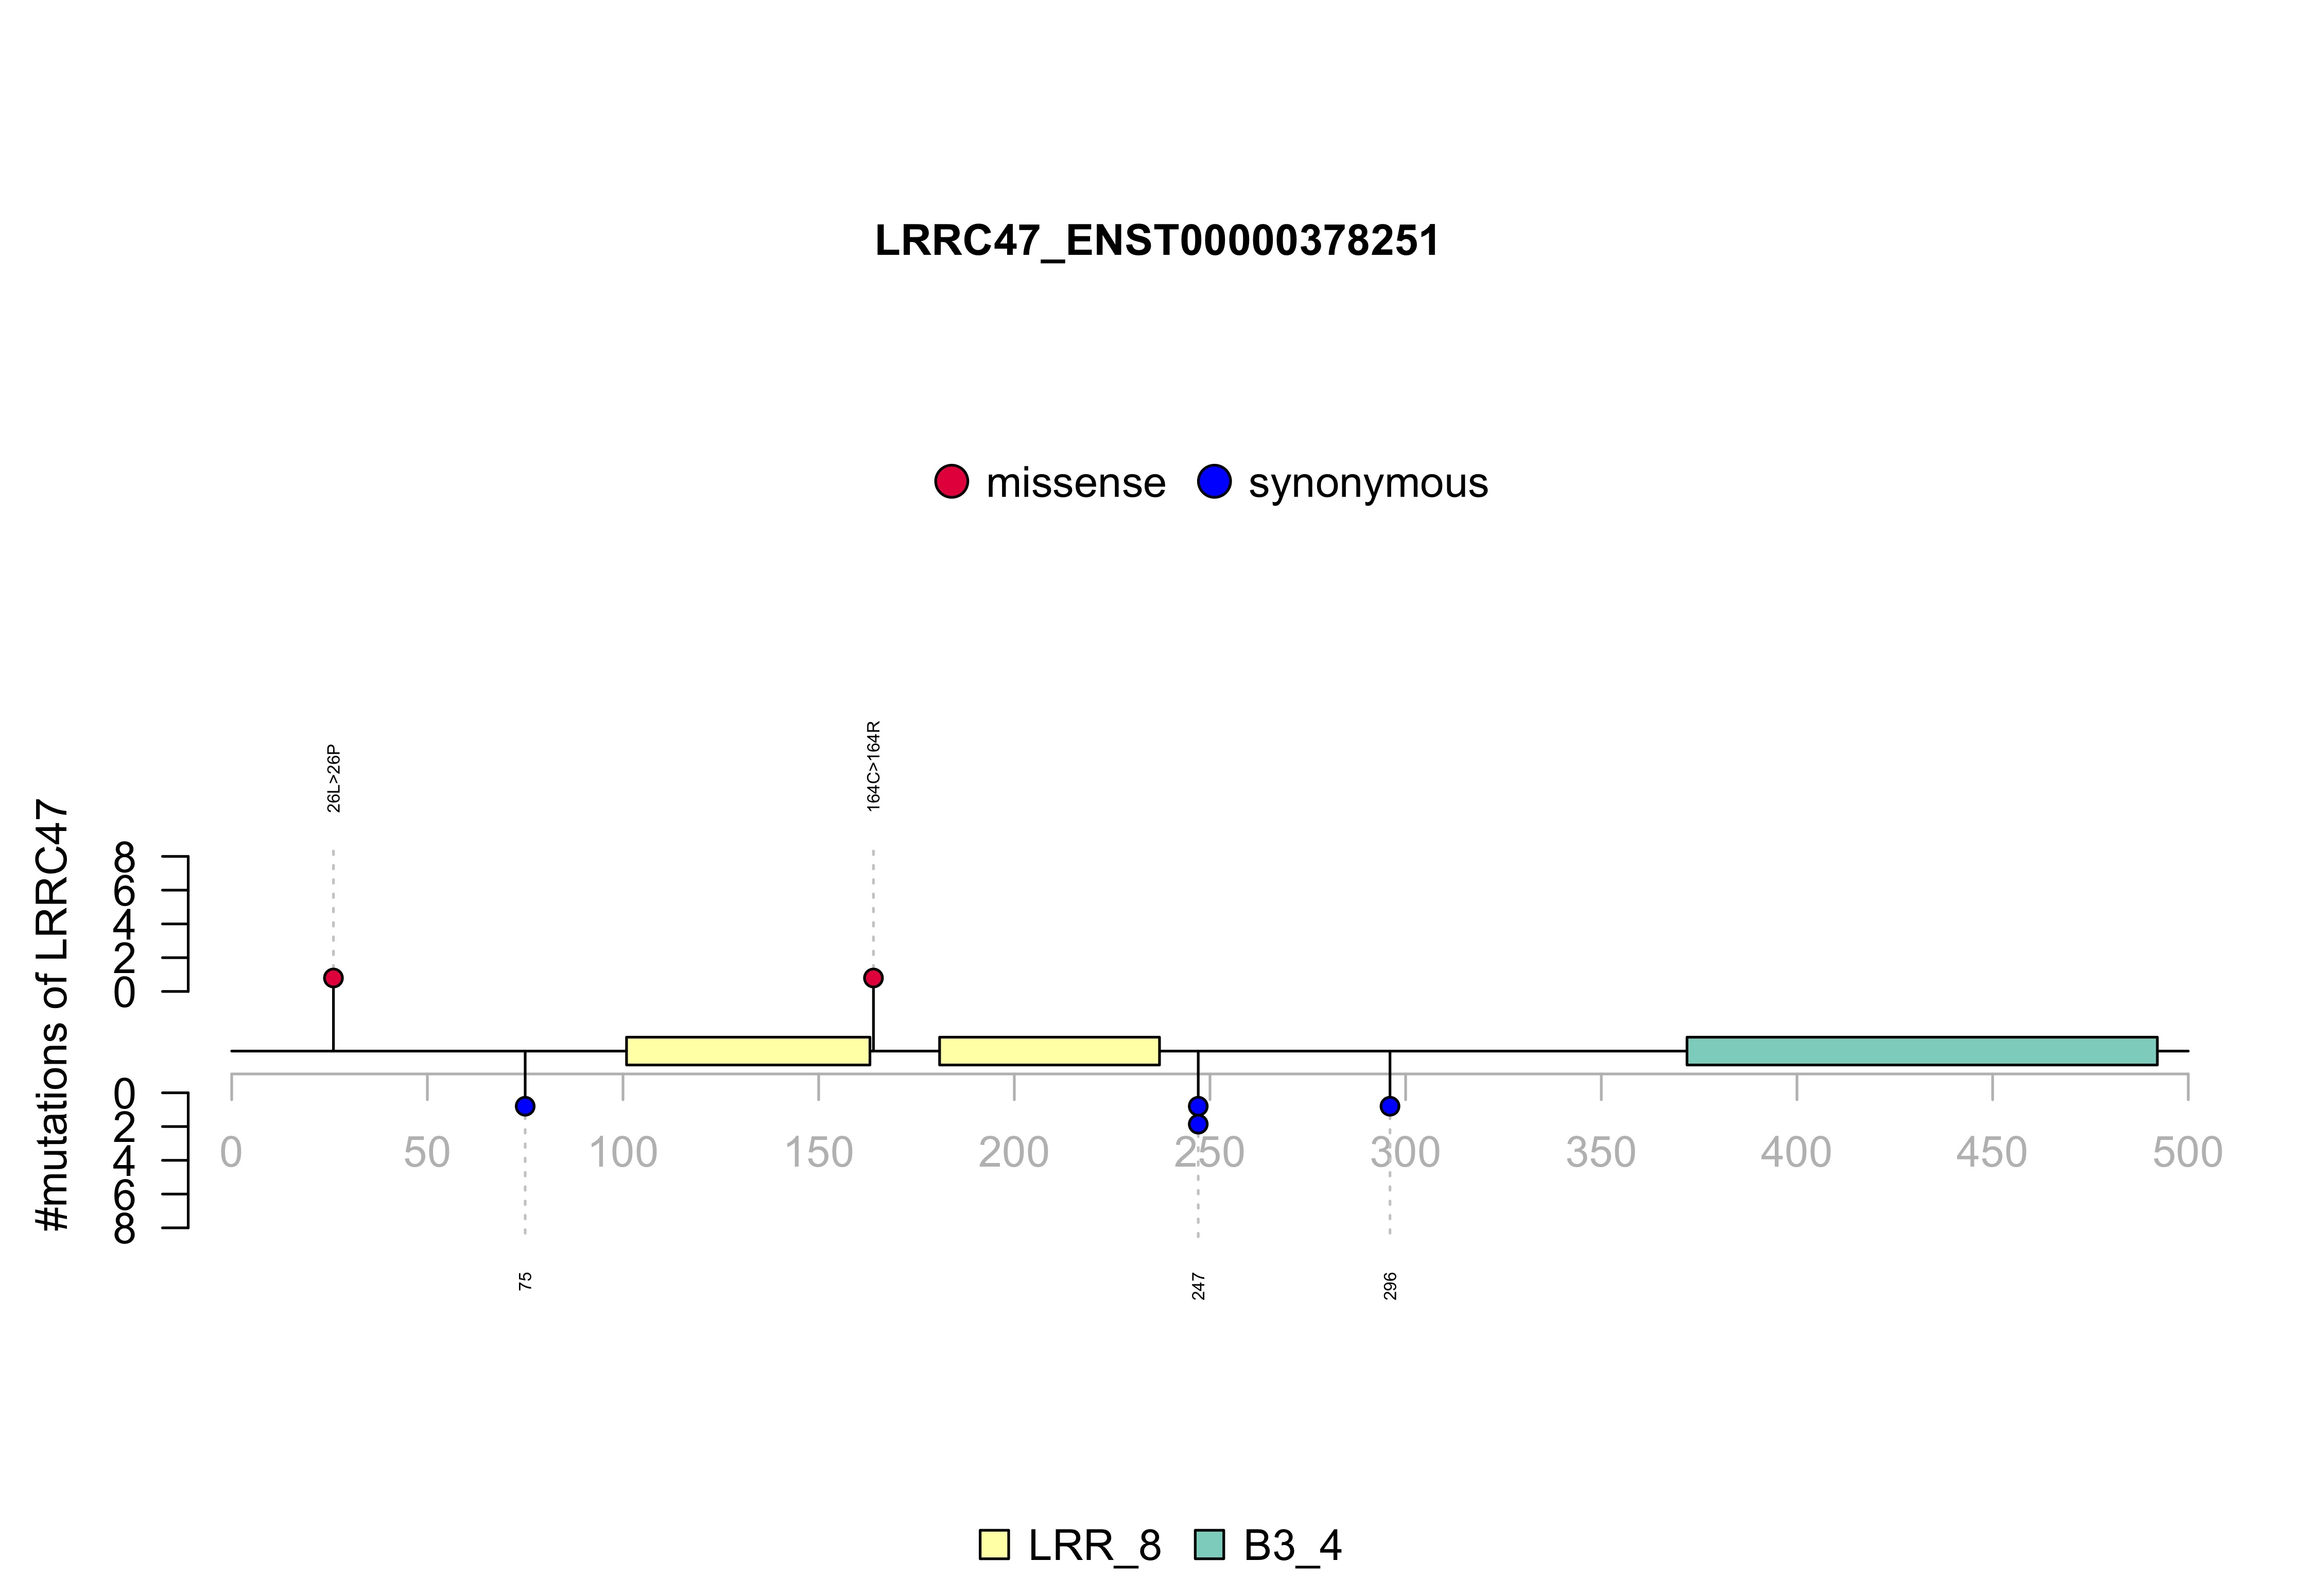 LRRC47_ENST00000378251
missense synonymous
26L>26P
164C>164R
#mutations of LRRC47
8
6
4
2
0
0
2
4
6
8
0 50 100 150 200 250 300 350 400 450 500
75
247
296
LRR_8 B3_4